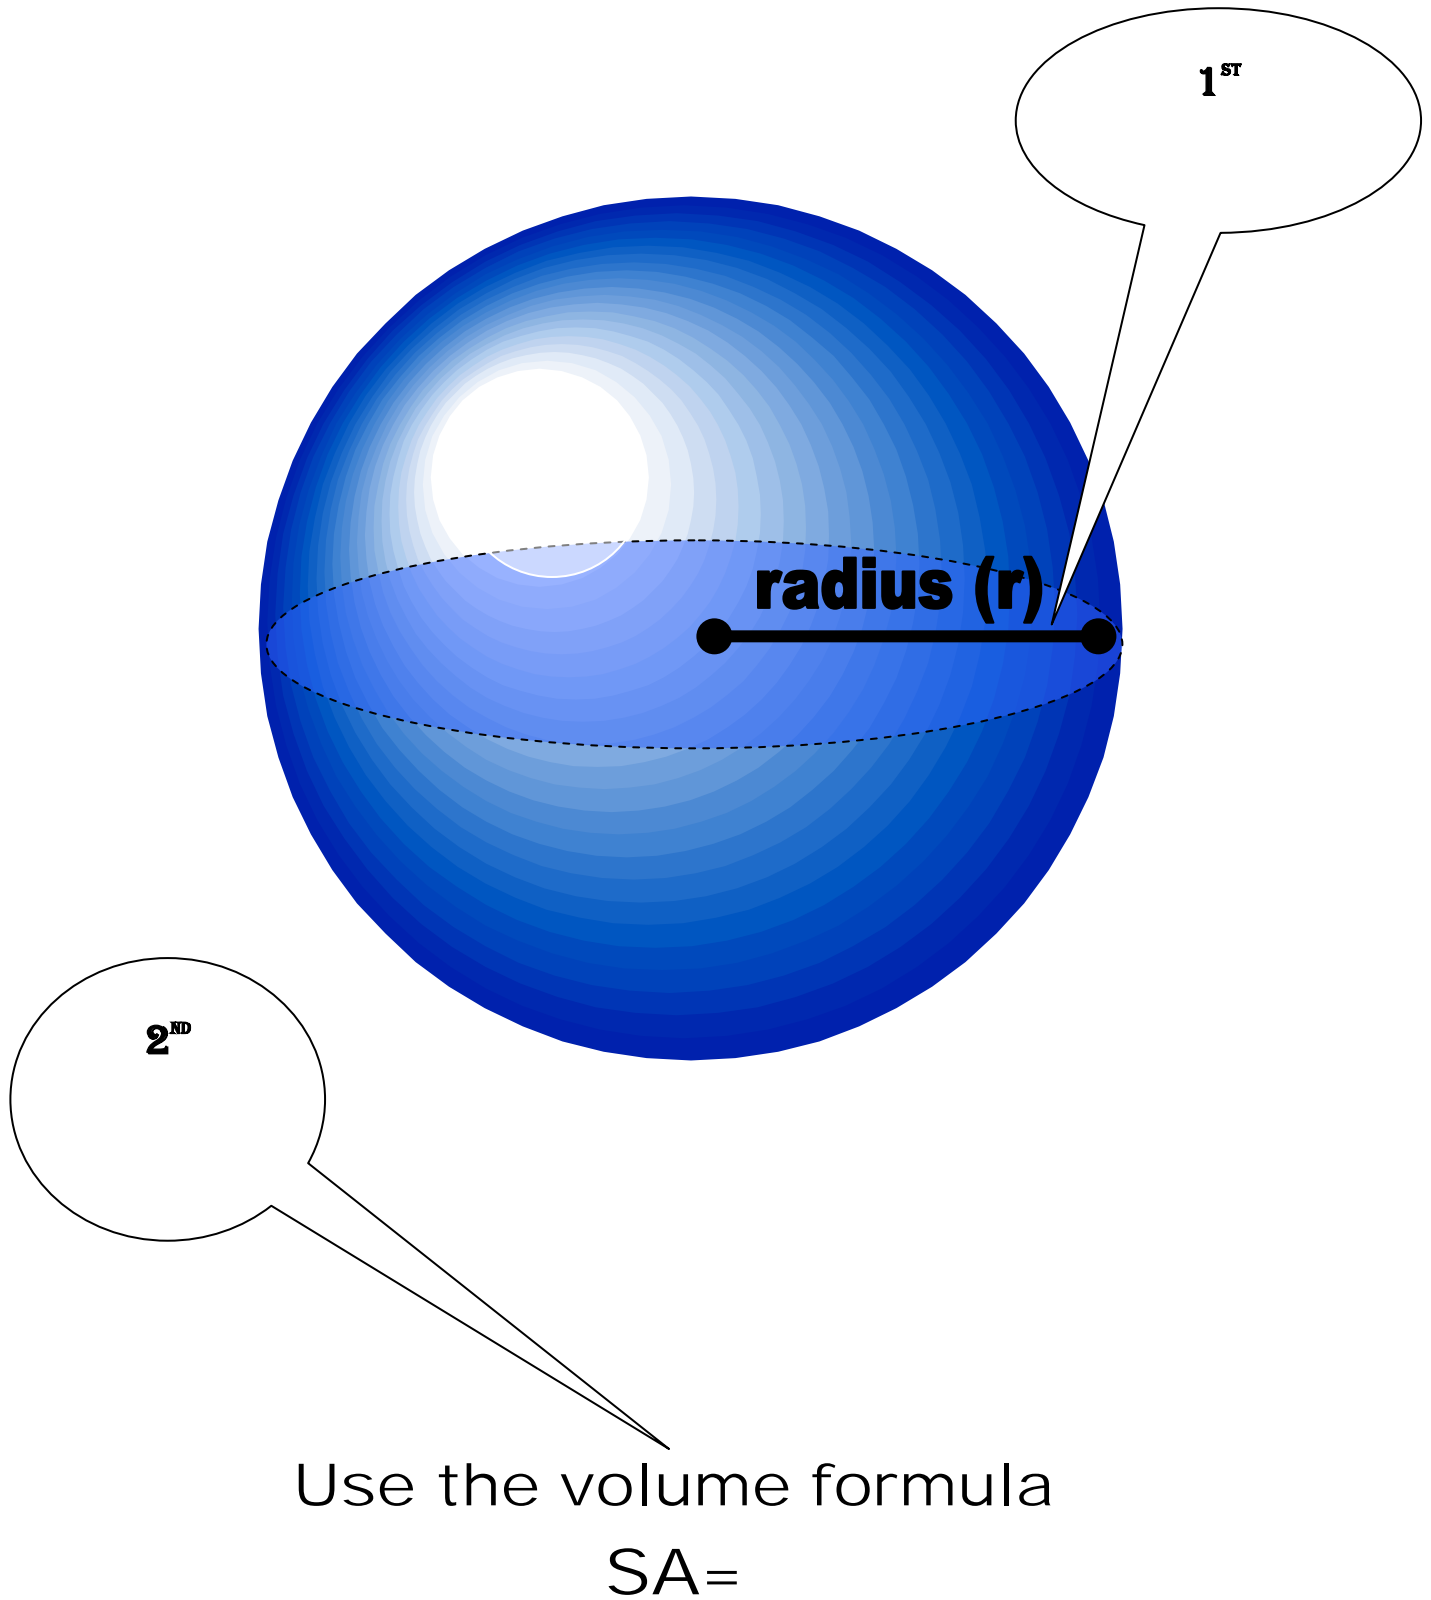 1ST
radius (r)
2ND
Use the volume formula
SA=